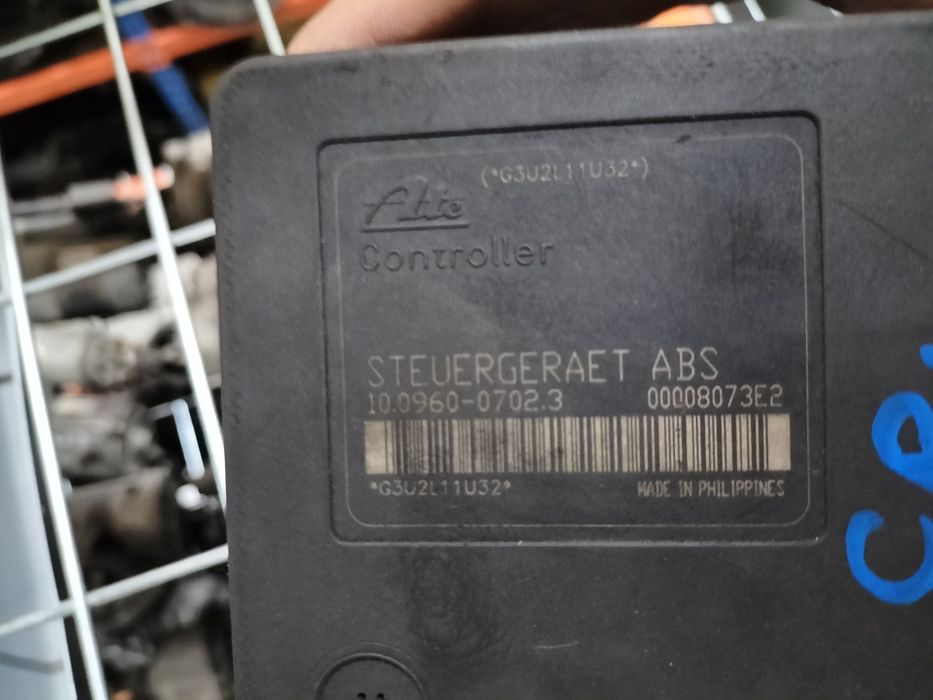 (*G3U2L11U32*)
Ate
Controller
STEUERGERAET ABS
10.0960-0702.3 00008073E2
*G3U2L11U32*
MADE IN PHILIPPINES